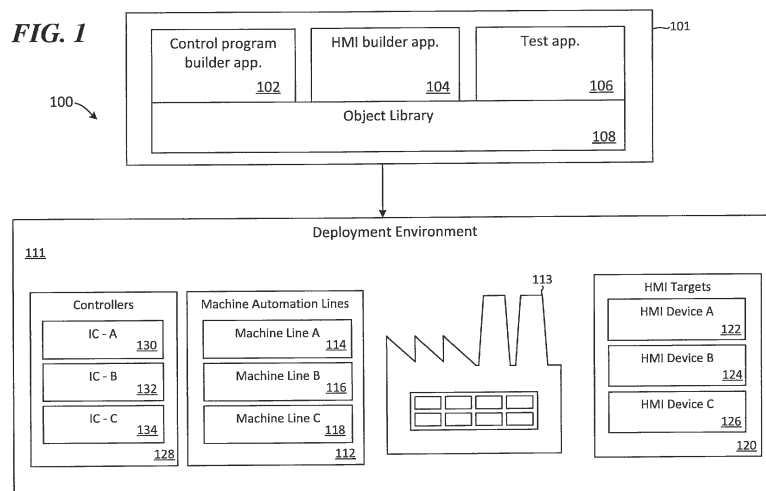 FIG. 1
101
Control program
builder app.
102
HMI builder app.
104
Test app.
106
100
Object Library
108
Deployment Environment
111
113
Controllers
IC - A
130
IC - B
132
IC - C
134
128
Machine Automation Lines
Machine Line A
114
Machine Line B
116
Machine Line C
118
112
HMI Targets
HMI Device A
122
HMI Device B
124
HMI Device C
126
120